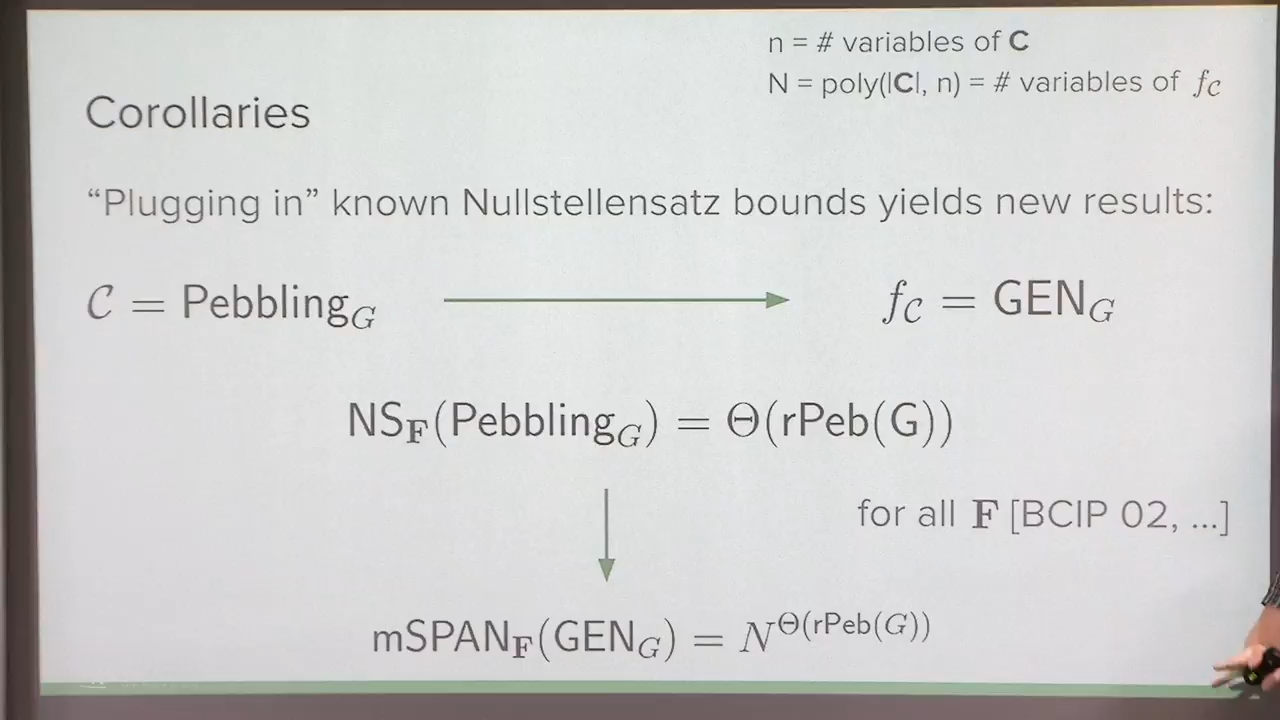 n = # variables of C
N = poly(|C|, n) = # variables of f_C
Corollaries
“Plugging in” known Nullstellensatz bounds yields new results:
C = Pebbling_G → f_C = GEN_G
NS_F(Pebbling_G) = Θ(rPeb(G))
for all F [BCIP 02, ...]
mSPAN_F(GEN_G) = N^Θ(rPeb(G))